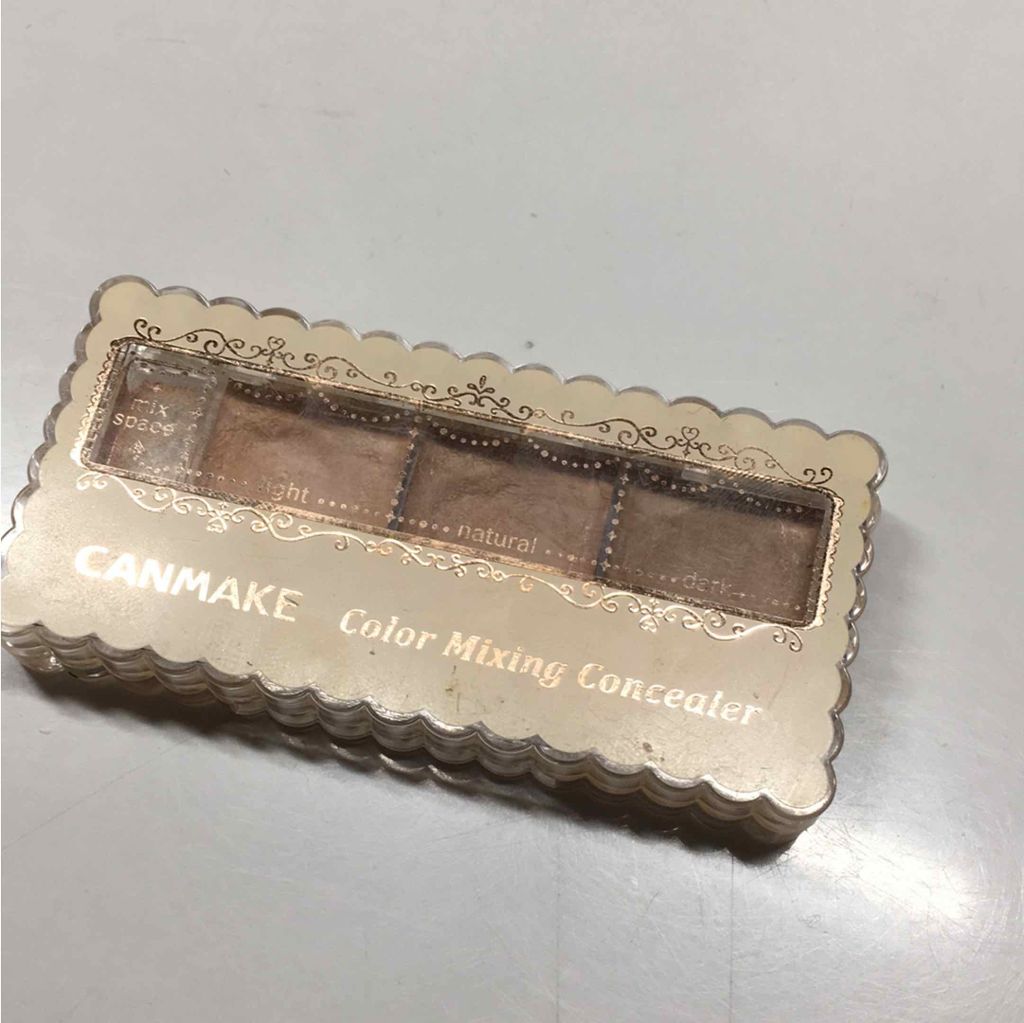 mix
space
light
natural
dark
CANMAKE Color Mixing Concealer